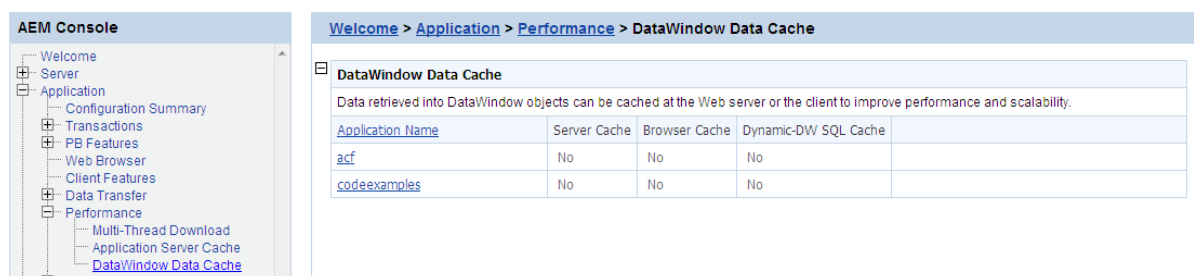 AEM Console
Welcome
Server
Application
Configuration Summary
Transactions
PB Features
Web Browser
Client Features
Data Transfer
Performance
Multi-Thread Download
Application Server Cache
DataWindow Data Cache
Welcome > Application > Performance > DataWindow Data Cache
DataWindow Data Cache
Data retrieved into DataWindow objects can be cached at the Web server or the client to improve performance and scalability.
Application Name Server Cache Browser Cache Dynamic-DW SQL Cache
acf No No No
codeexamples No No No